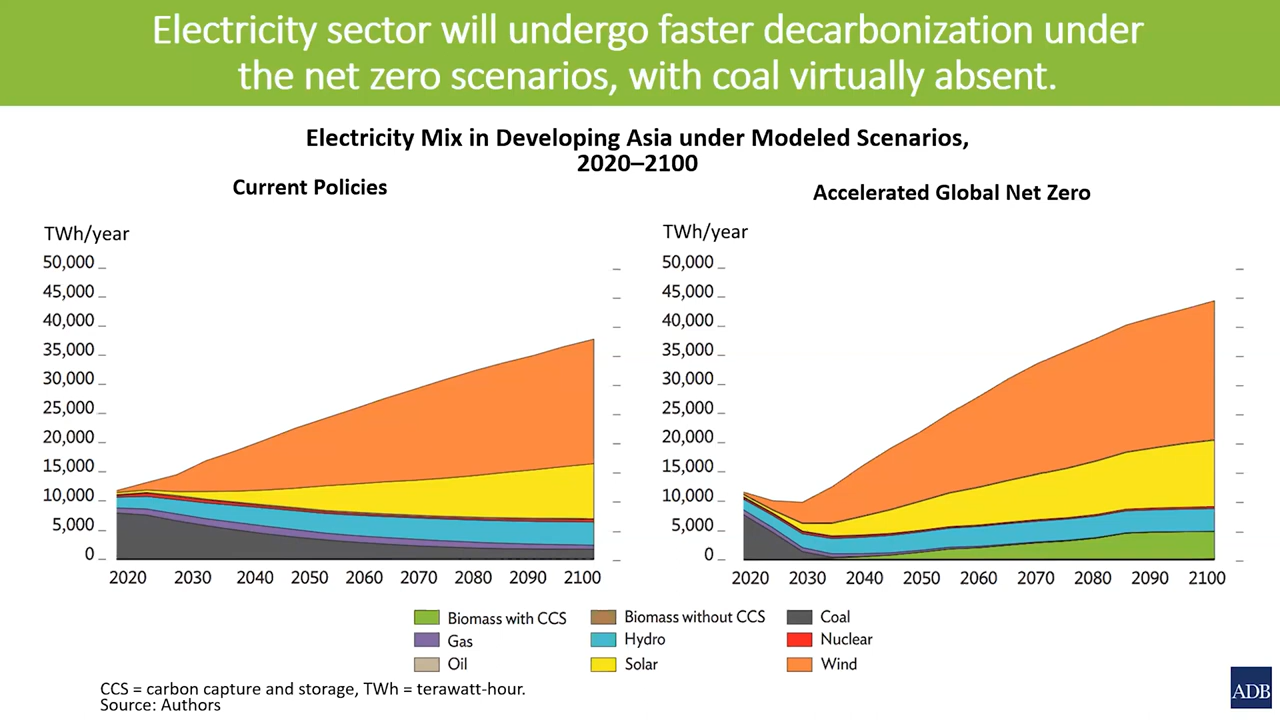 Electricity sector will undergo faster decarbonization under
the net zero scenarios, with coal virtually absent.
Electricity Mix in Developing Asia under Modeled Scenarios,
2020–2100
Current Policies
Accelerated Global Net Zero
TWh/year
50,000
45,000
40,000
35,000
30,000
25,000
20,000
15,000
10,000
5,000
0
2020 2030 2040 2050 2060 2070 2080 2090 2100
TWh/year
50,000
45,000
40,000
35,000
30,000
25,000
20,000
15,000
10,000
5,000
0
2020 2030 2040 2050 2060 2070 2080 2090 2100
Biomass with CCS Biomass without CCS Coal
Gas Hydro Nuclear
Oil Solar Wind
CCS = carbon capture and storage, TWh = terawatt-hour.
Source: Authors
ADB